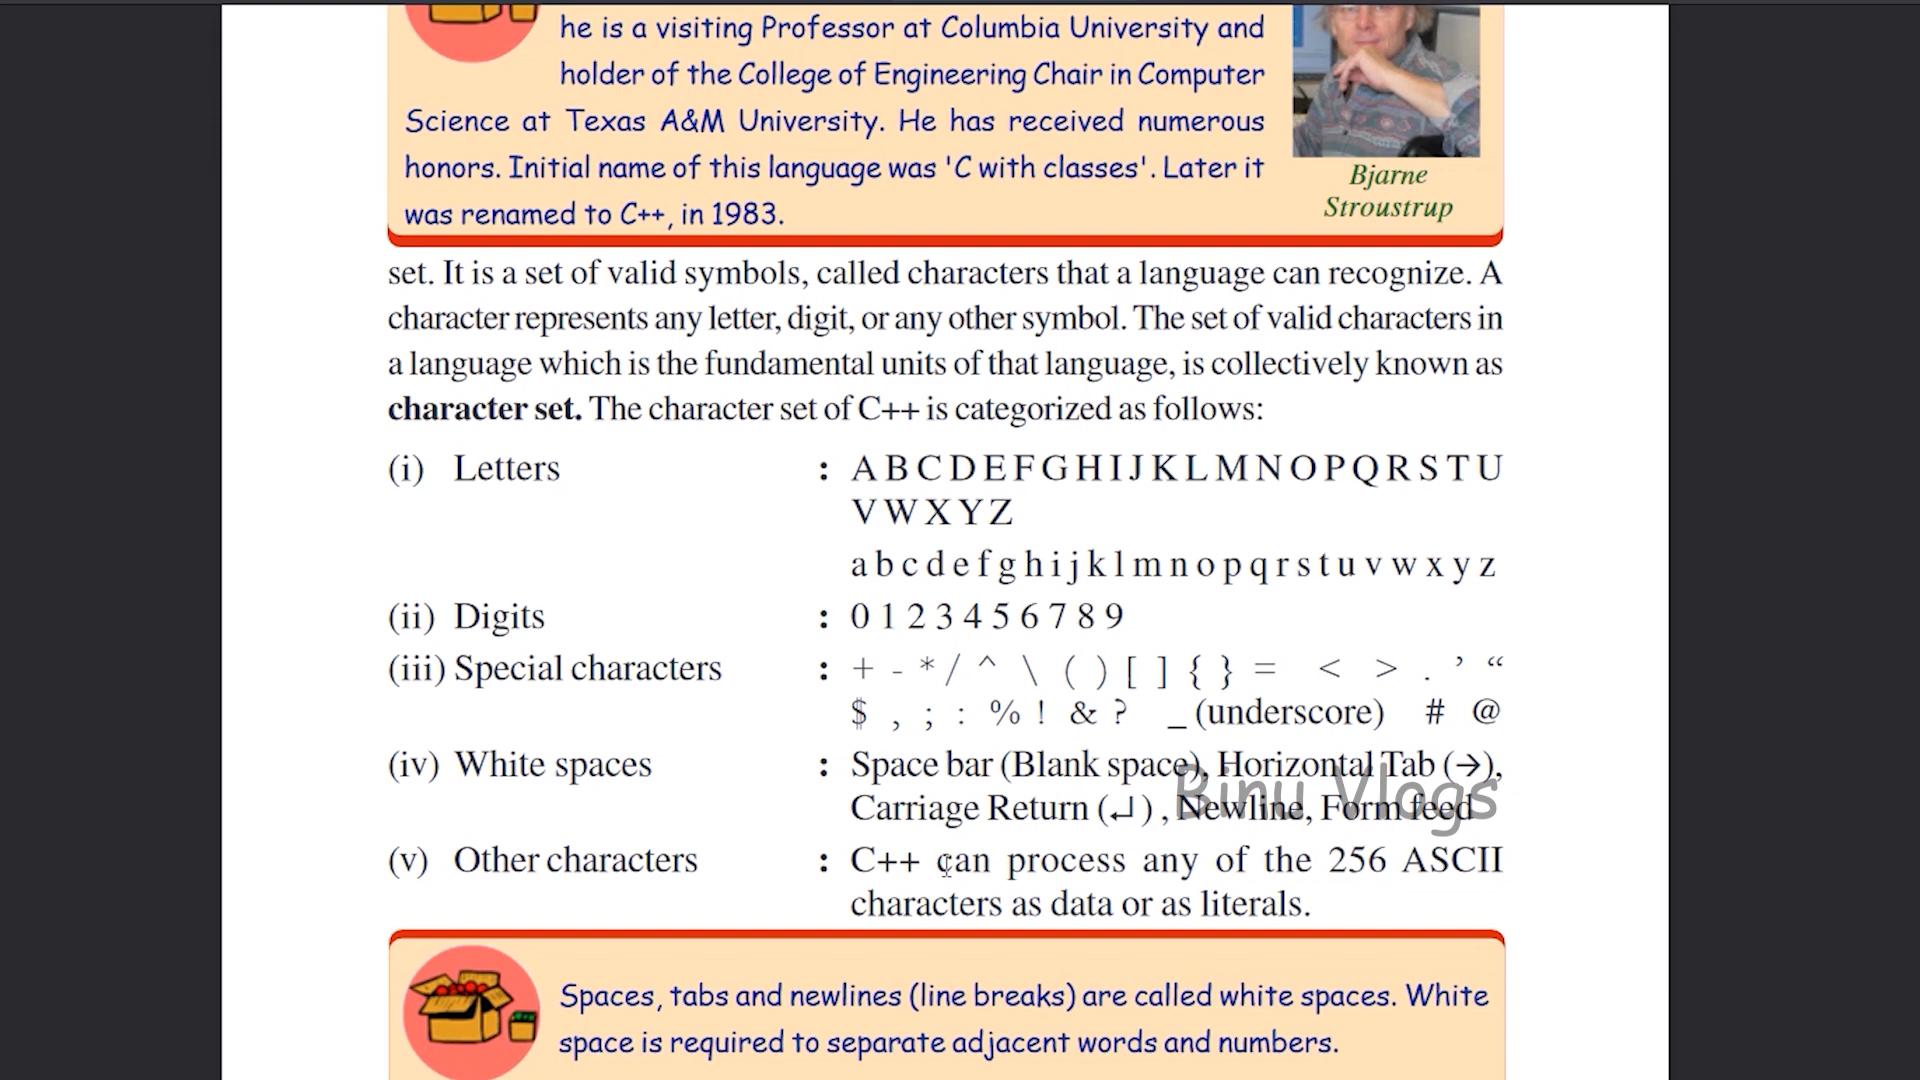 he is a visiting Professor at Columbia University and
holder of the College of Engineering Chair in Computer
Science at Texas A&M University. He has received numerous
honors. Initial name of this language was 'C with classes'. Later it
was renamed to C++, in 1983.
Bjarne
Stroustrup
set. It is a set of valid symbols, called characters that a language can recognize. A
character represents any letter, digit, or any other symbol. The set of valid characters in
a language which is the fundamental units of that language, is collectively known as
character set. The character set of C++ is categorized as follows:
(i) Letters : A B C D E F G H I J K L M N O P Q R S T U
V W X Y Z
a b c d e f g h i j k l m n o p q r s t u v w x y z
(ii) Digits : 0 1 2 3 4 5 6 7 8 9
(iii) Special characters : + - * / ^ \ ( ) [ ] { } = < > . ’ “
$ , ; : % ! & ? _ (underscore) # @
(iv) White spaces : Space bar (Blank space), Horizontal Tab (→),
Carriage Return (↵) , Newline, Form feed
Binu Vlogs
(v) Other characters : C++ can process any of the 256 ASCII
characters as data or as literals.
Spaces, tabs and newlines (line breaks) are called white spaces. White
space is required to separate adjacent words and numbers.